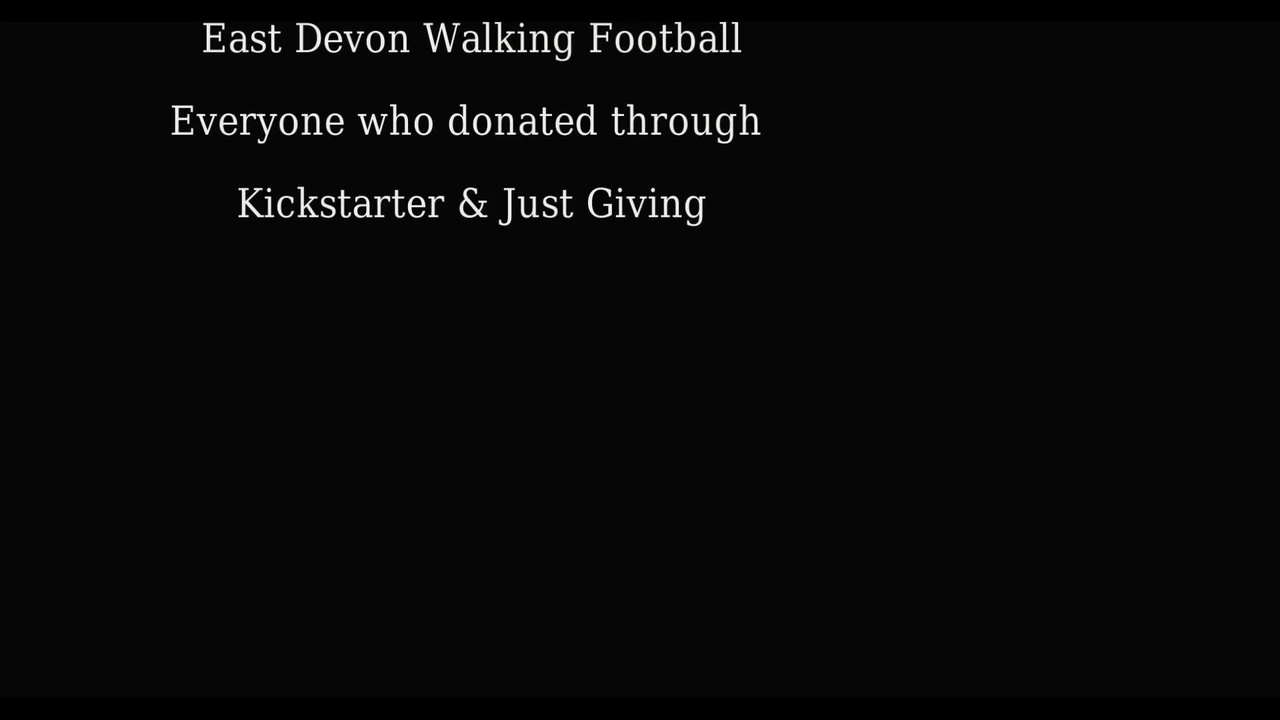 East Devon Walking Football
Everyone who donated through
Kickstarter & Just Giving